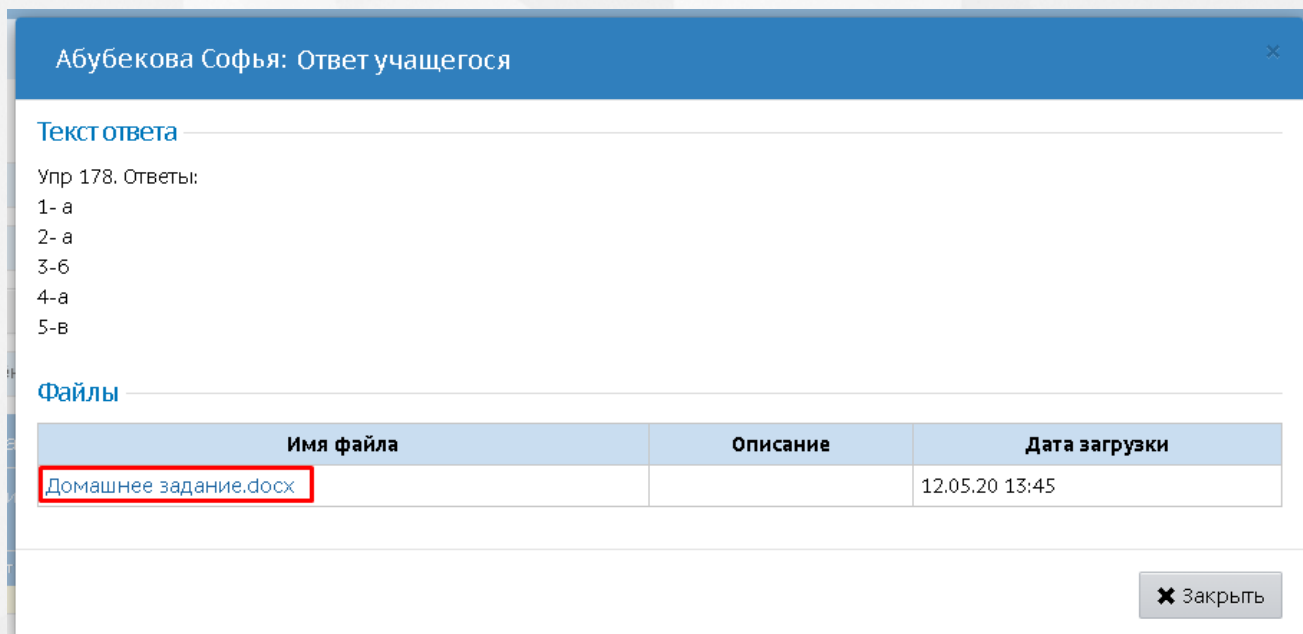 Абубекова Софья: Ответ учащегося
×
Текст ответа
Упр 178. Ответы:
1- а
2- а
3-б
4-а
5-в
Файлы
Имя файла Описание Дата загрузки
Домашнее задание.docx 12.05.20 13:45
✖ Закрыть